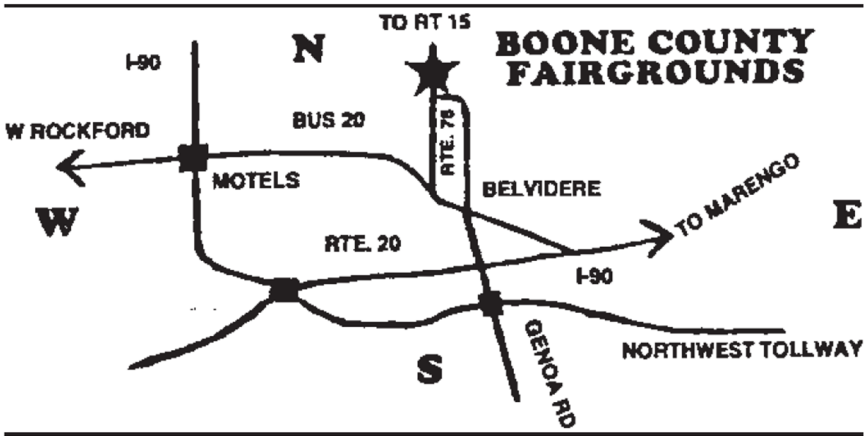 TO RT 15
N
BOONE COUNTY
FAIRGROUNDS
I-90
BUS 20
W ROCKFORD
RTE. 76
MOTELS
BELVIDERE
TO MARENGO
W
E
RTE. 20
I-90
GENOA RD
NORTHWEST TOLLWAY
S